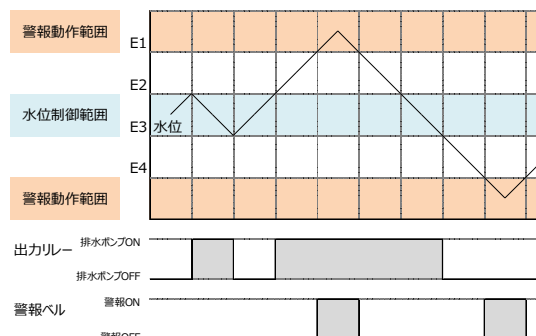 警報動作範囲
E1
E2
水位制御範囲
E3
水位
E4
警報動作範囲
出力リレー
排水ポンプON
排水ポンプOFF
警報ベル
警報ON
警報OFF